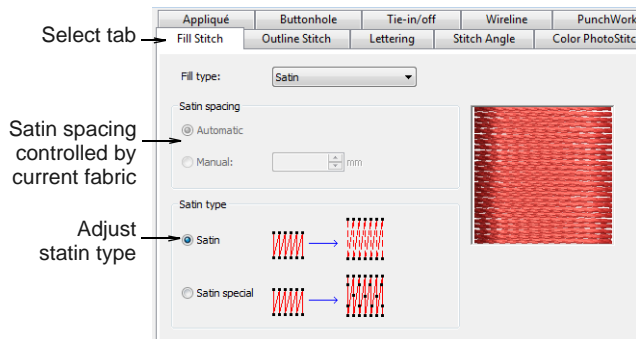 Appliqué Buttonhole Tie-in/off Wireline PunchWork
Select tab
Fill Stitch Outline Stitch Lettering Stitch Angle Color PhotoStitc
Fill type: Satin
Satin spacing
Automatic
Manual: mm
Satin spacing
controlled by
current fabric
Satin type
Adjust
statin type
Satin
Satin special